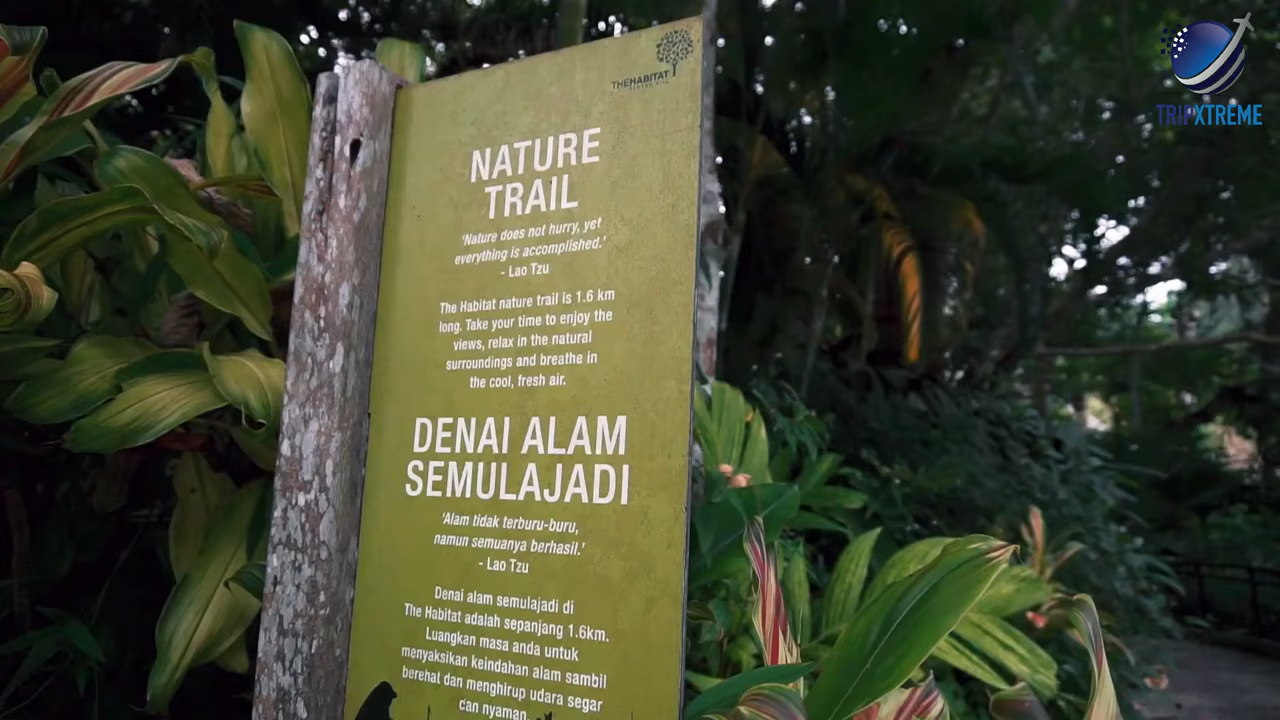 THEHABITAT
PENANG HILL
TRIPXTREME
NATURE
TRAIL
'Nature does not hurry, yet
everything is accomplished.'
- Lao Tzu
The Habitat nature trail is 1.6 km
long. Take your time to enjoy the
views, relax in the natural
surroundings and breathe in
the cool, fresh air.
DENAI ALAM
SEMULAJADI
'Alam tidak terburu-buru,
namun semuanya berhasil.'
- Lao Tzu
Denai alam semulajadi di
The Habitat adalah sepanjang 1.6km.
Luangkan masa anda untuk
menyaksikan keindahan alam sambil
berehat dan menghirup udara segar
dan nyaman.